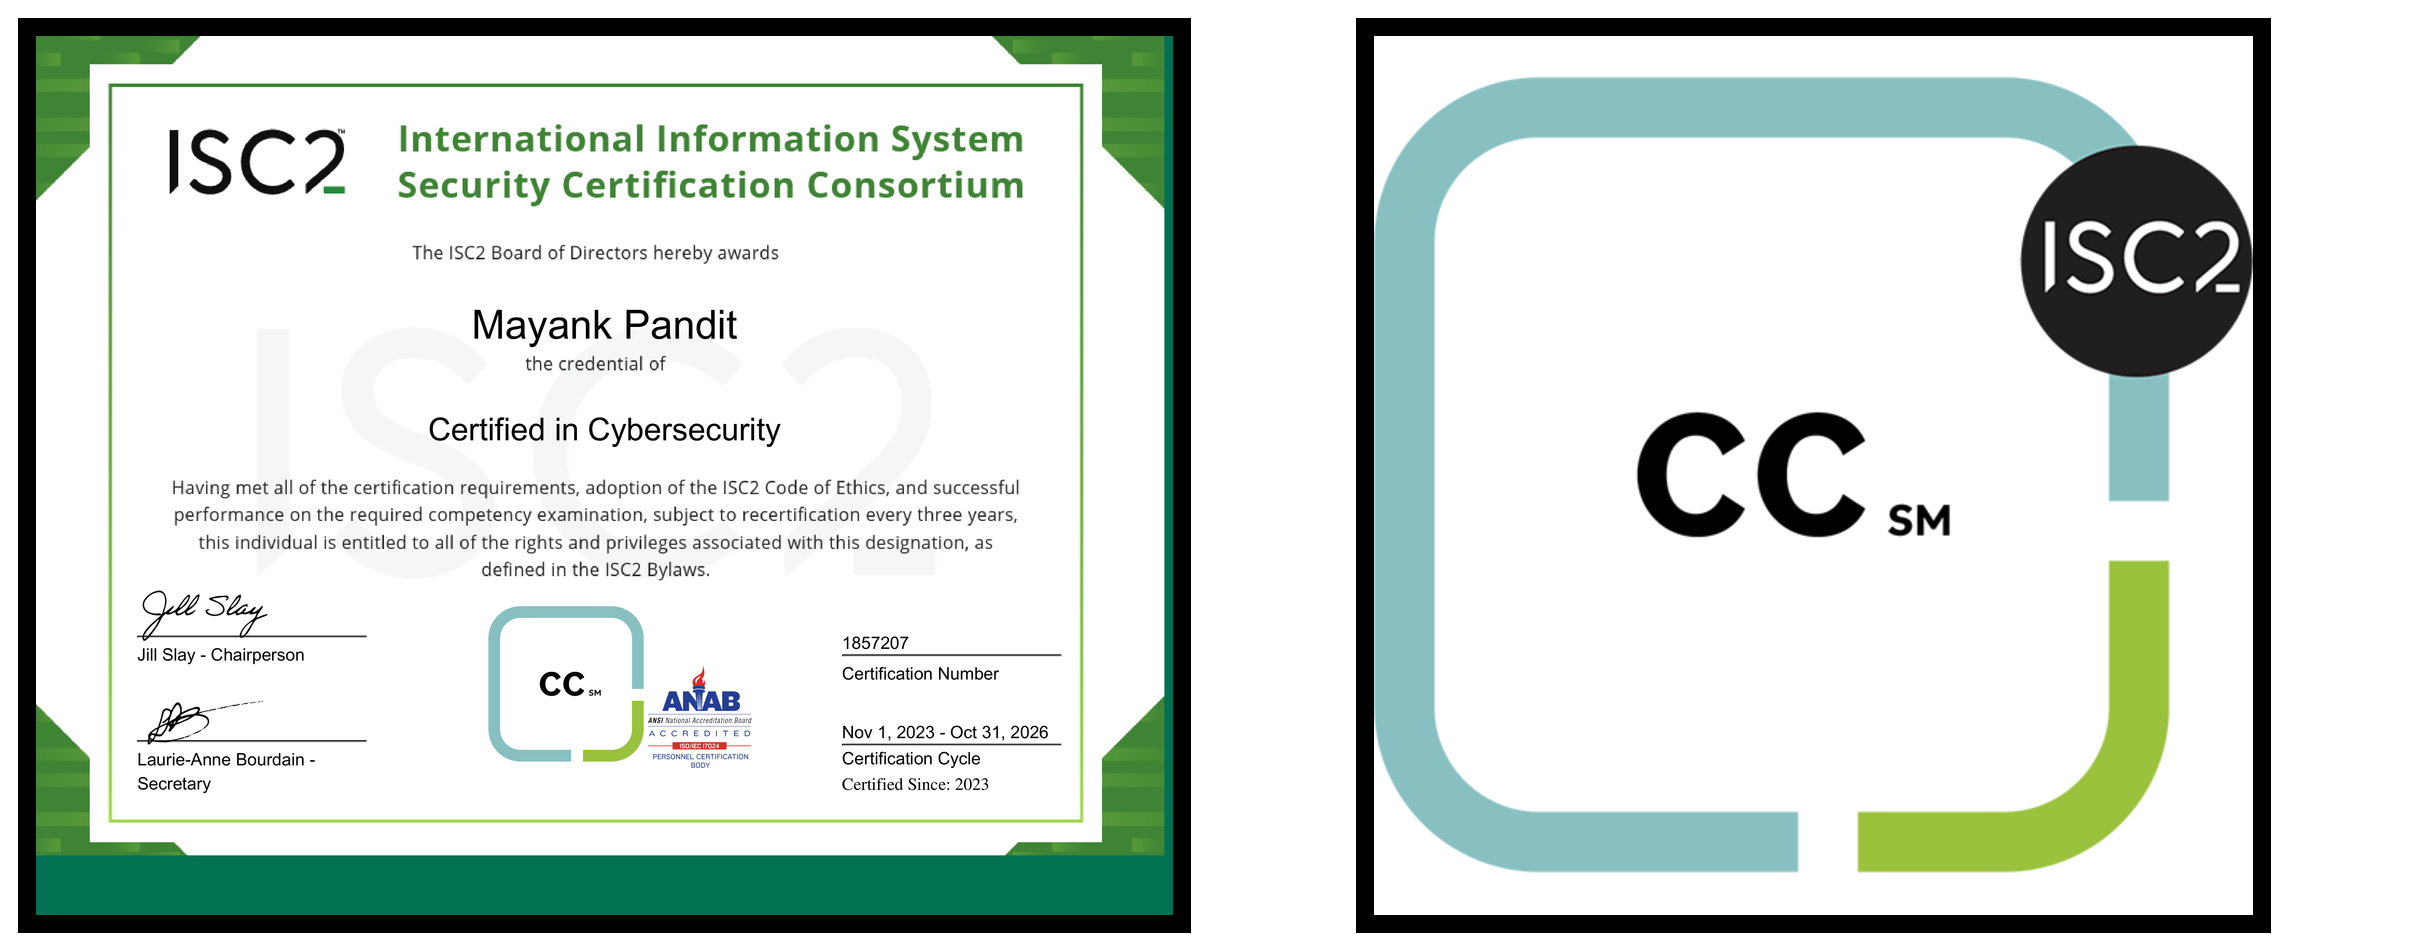 ISC2™
International Information System
Security Certification Consortium
The ISC2 Board of Directors hereby awards
Mayank Pandit
the credential of
Certified in Cybersecurity
Having met all of the certification requirements, adoption of the ISC2 Code of Ethics, and successful
performance on the required competency examination, subject to recertification every three years,
this individual is entitled to all of the rights and privileges associated with this designation, as
defined in the ISC2 Bylaws.
ISC2
Jill Slay
Jill Slay - Chairperson
Laurie-Anne Bourdain -
Secretary
CC SM
ANAB
ANSI National Accreditation Board
ACCREDITED
ISO/IEC 17024
PERSONNEL CERTIFICATION
BODY
1857207
Certification Number
Nov 1, 2023 - Oct 31, 2026
Certification Cycle
Certified Since: 2023
ISC2
CC SM